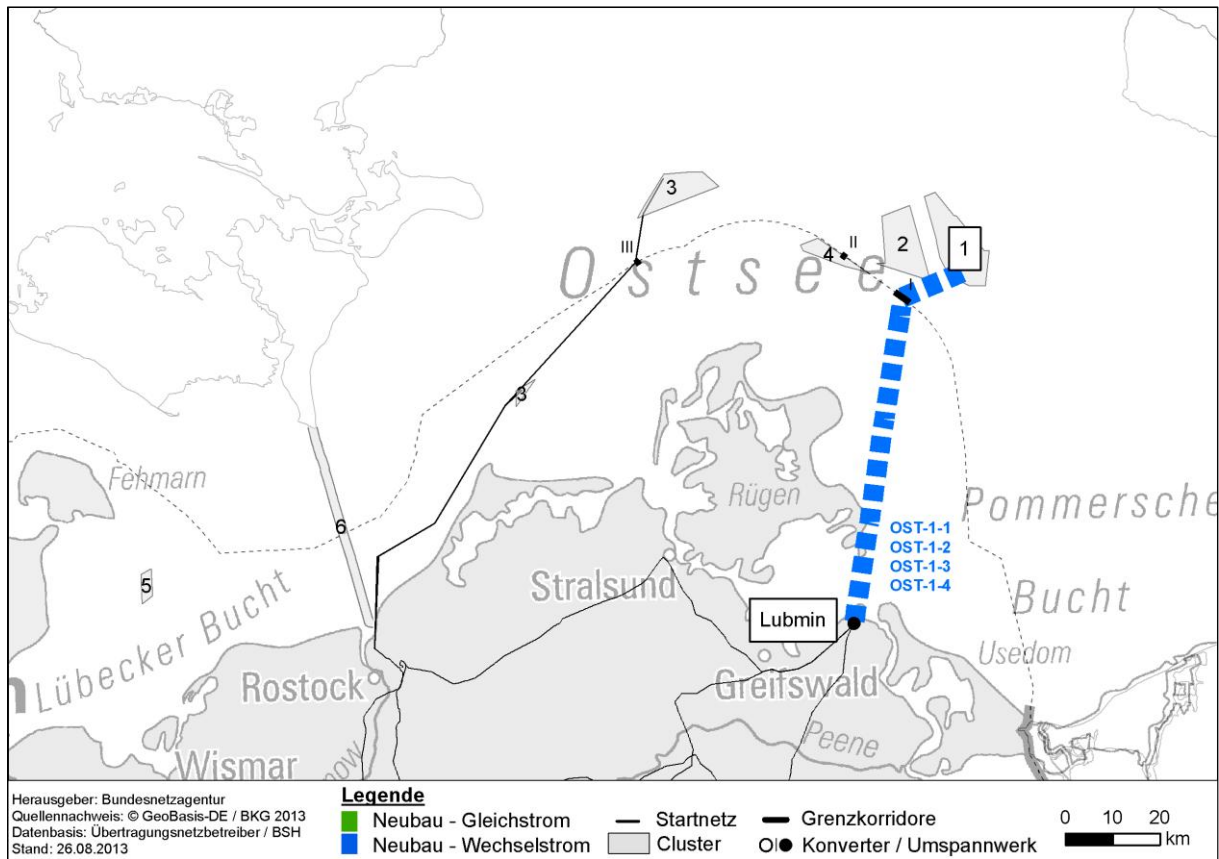 3
III
4
II
2
1
I
Ostsee
3
Fehmarn
6
5
Rügen
OST-1-1
OST-1-2
OST-1-3
OST-1-4
Pommersche
Bucht
Stralsund
Lubmin
Usedom
Lübecker Bucht
Rostock
Greifswald
Peene
Wismar
now
Herausgeber: Bundesnetzagentur
Quellennachweis: © GeoBasis-DE / BKG 2013
Datenbasis: Übertragungsnetzbetreiber / BSH
Stand: 26.08.2013
Legende
Neubau - Gleichstrom
Neubau - Wechselstrom
Startnetz
Cluster
Grenzkorridore
Konverter / Umspannwerk
0 10 20
km